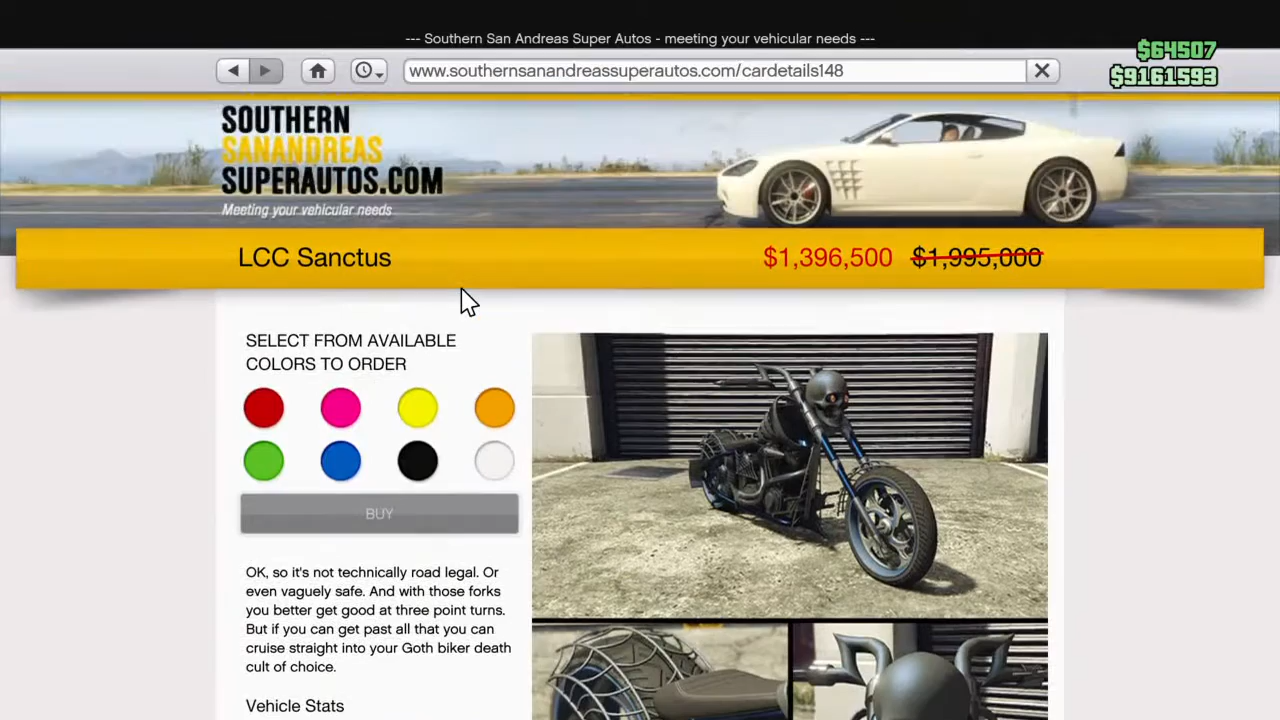 --- Southern San Andreas Super Autos - meeting your vehicular needs ---
$64507
www.southernsanandreassuperautos.com/cardetails148
$9161593
SOUTHERN
SANANDREAS
SUPERAUTOS.COM
Meeting your vehicular needs
LCC Sanctus
$1,396,500 $1,995,000
SELECT FROM AVAILABLE
COLORS TO ORDER
BUY
OK, so it's not technically road legal. Or
even vaguely safe. And with those forks
you better get good at three point turns.
But if you can get past all that you can
cruise straight into your Goth biker death
cult of choice.
Vehicle Stats